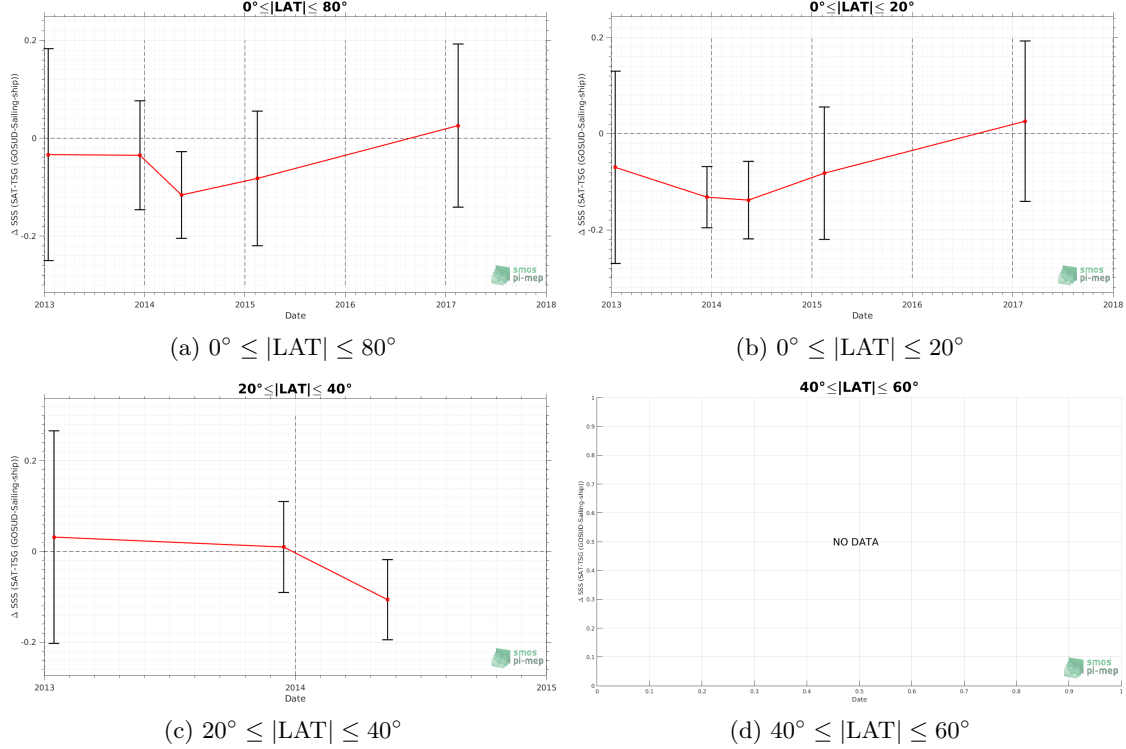 0°≤|LAT|≤ 80°
Δ SSS (SAT-TSG (GOSUD-Sailing-ship))
0.2
0
-0.2
2013 2014 2015 2016 2017 2018
Date
smos
pi-mep
(a) 0° ≤ |LAT| ≤ 80°
0°≤|LAT|≤ 20°
Δ SSS (SAT-TSG (GOSUD-Sailing-ship))
0.2
0
-0.2
2013 2014 2015 2016 2017 2018
Date
smos
pi-mep
(b) 0° ≤ |LAT| ≤ 20°
20°≤|LAT|≤ 40°
Δ SSS (SAT-TSG (GOSUD-Sailing-ship))
0.2
0
-0.2
2013 2014 2015
Date
smos
pi-mep
(c) 20° ≤ |LAT| ≤ 40°
40°≤|LAT|≤ 60°
Δ SSS (SAT-TSG (GOSUD-Sailing-ship))
1
0.9
0.8
0.7
0.6
0.5
0.4
0.3
0.2
0.1
0
NO DATA
0 0.1 0.2 0.3 0.4 0.5 0.6 0.7 0.8 0.9 1
Date
smos
pi-mep
(d) 40° ≤ |LAT| ≤ 60°